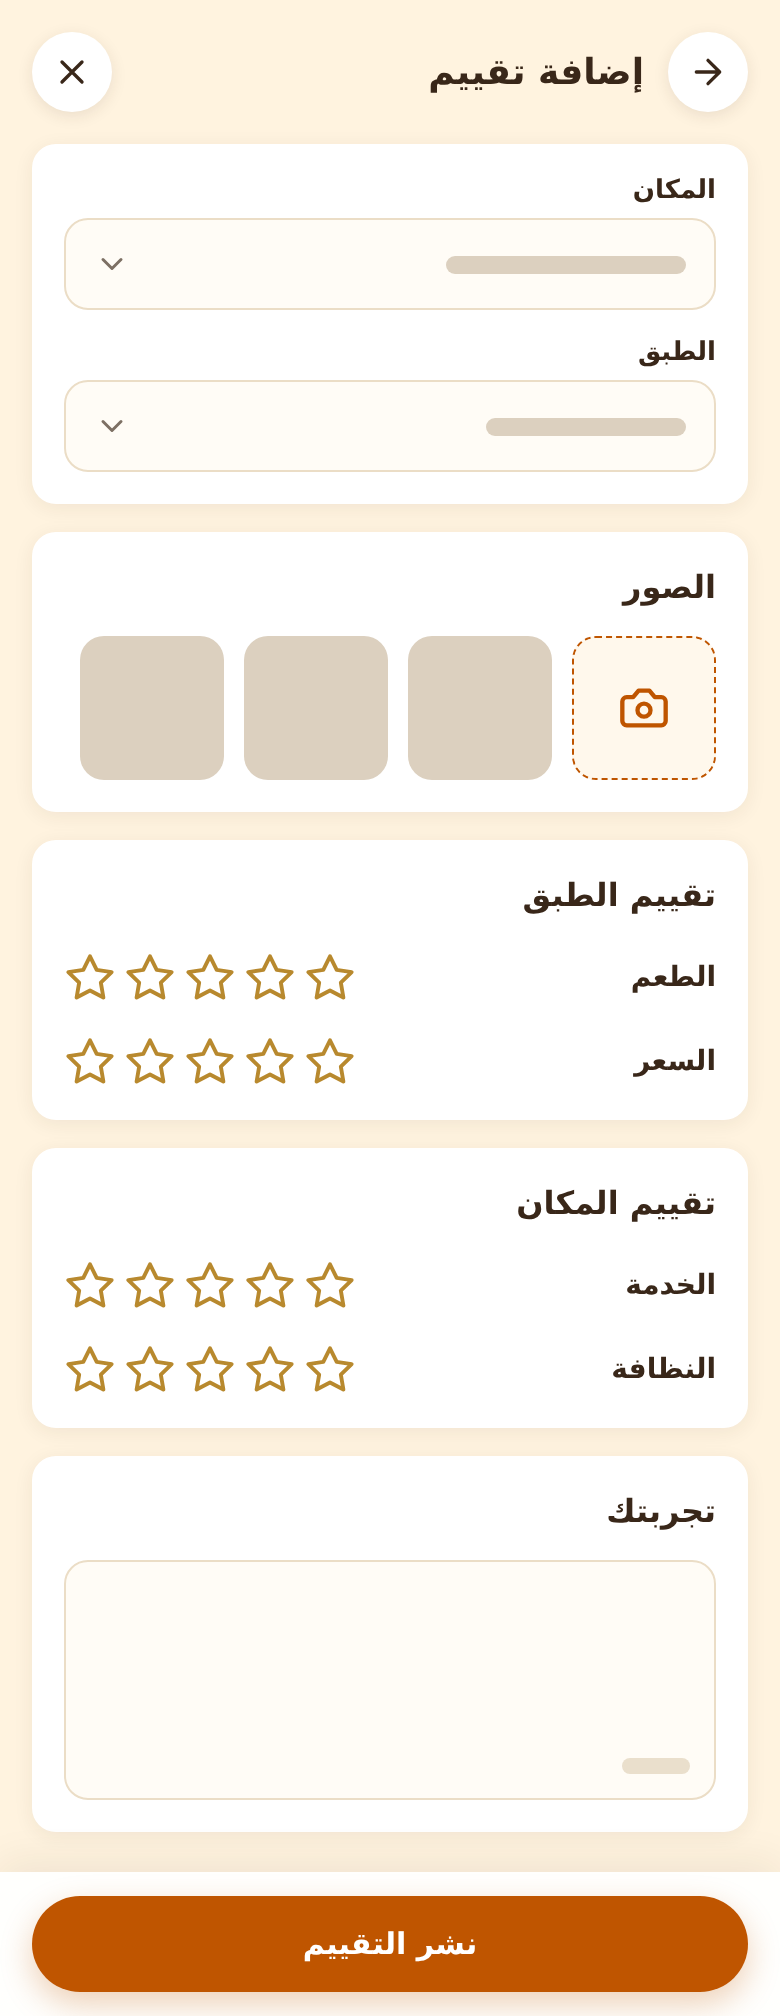 إضافة تقييم
المكان
الطبق
الصور
تقييم الطبق
الطعم
السعر
تقييم المكان
الخدمة
النظافة
تجربتك
نشر التقييم